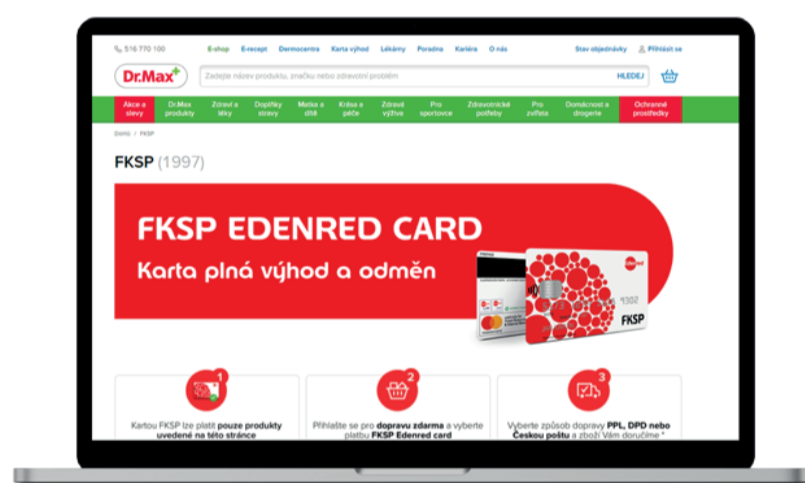 516 770 100 E-shop E-recept Dermocentra Karta výhod Lékárny Poradna Kariéra O nás Stav objednávky Přihlásit se
Dr.Max+ Zadejte název produktu, značku nebo zdravotní problém HLEDEJ
Akce a slevy Dr.Max produkty Zdraví a léky Doplňky stravy Matka a dítě Krása a péče Zdravá výživa Pro sportovce Zdravotnické potřeby Pro zvířata Domácnost a drogerie Ochranné prostředky
Domů / FKSP
FKSP (1997)
FKSP EDENRED CARD
Karta plná výhod a odměn
Edenred
9302
FKSP
1 2 3
Kartou FKSP lze platit pouze produkty
uvedené na této stránce
Přihlašte se pro dopravu zdarma a vyberte
platbu FKSP Edenred card
Vyberte způsob dopravy PPL, DPD nebo
Českou poštu a zboží Vám doručíme *